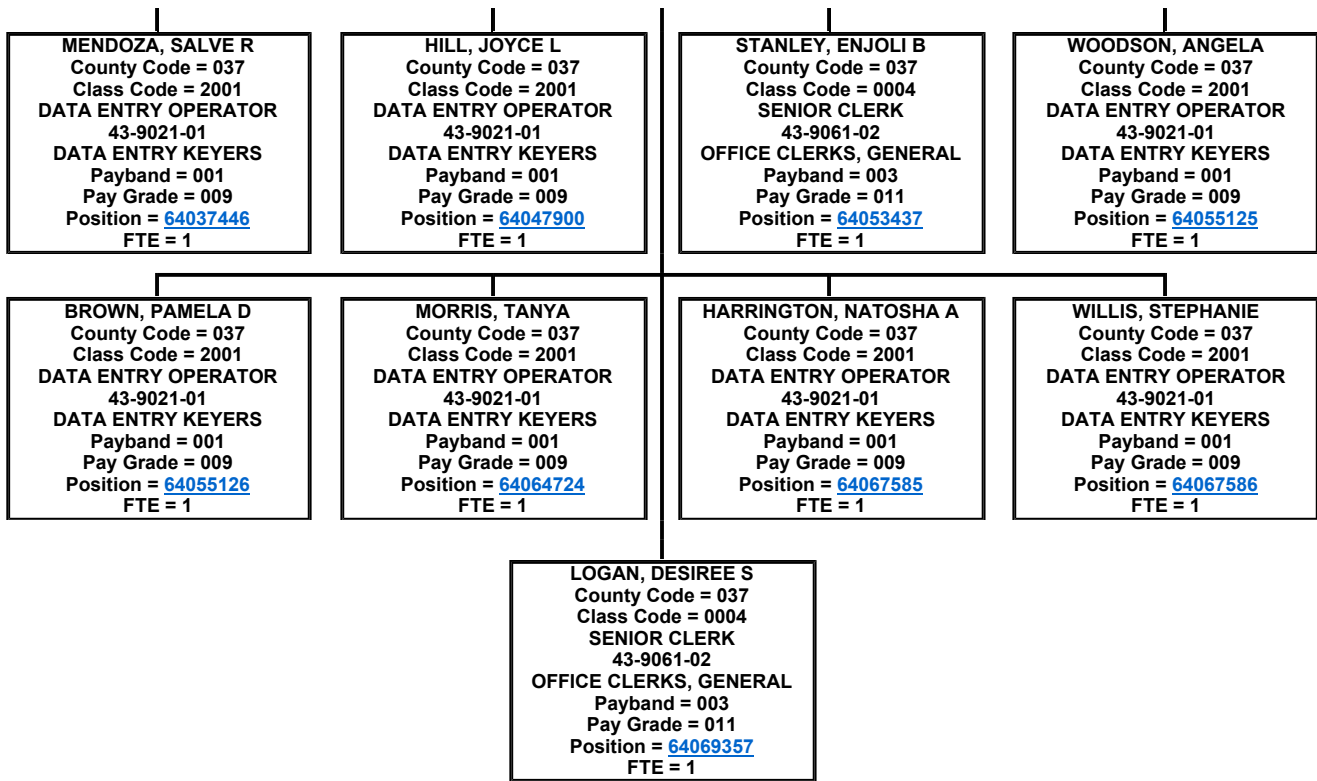 MENDOZA, SALVE R
County Code = 037
Class Code = 2001
DATA ENTRY OPERATOR
43-9021-01
DATA ENTRY KEYERS
Payband = 001
Pay Grade = 009
Position = 64037446
FTE = 1
HILL, JOYCE L
County Code = 037
Class Code = 2001
DATA ENTRY OPERATOR
43-9021-01
DATA ENTRY KEYERS
Payband = 001
Pay Grade = 009
Position = 64047900
FTE = 1
STANLEY, ENJOLI B
County Code = 037
Class Code = 0004
SENIOR CLERK
43-9061-02
OFFICE CLERKS, GENERAL
Payband = 003
Pay Grade = 011
Position = 64053437
FTE = 1
WOODSON, ANGELA
County Code = 037
Class Code = 2001
DATA ENTRY OPERATOR
43-9021-01
DATA ENTRY KEYERS
Payband = 001
Pay Grade = 009
Position = 64055125
FTE = 1
BROWN, PAMELA D
County Code = 037
Class Code = 2001
DATA ENTRY OPERATOR
43-9021-01
DATA ENTRY KEYERS
Payband = 001
Pay Grade = 009
Position = 64055126
FTE = 1
MORRIS, TANYA
County Code = 037
Class Code = 2001
DATA ENTRY OPERATOR
43-9021-01
DATA ENTRY KEYERS
Payband = 001
Pay Grade = 009
Position = 64064724
FTE = 1
HARRINGTON, NATOSHA A
County Code = 037
Class Code = 2001
DATA ENTRY OPERATOR
43-9021-01
DATA ENTRY KEYERS
Payband = 001
Pay Grade = 009
Position = 64067585
FTE = 1
WILLIS, STEPHANIE
County Code = 037
Class Code = 2001
DATA ENTRY OPERATOR
43-9021-01
DATA ENTRY KEYERS
Payband = 001
Pay Grade = 009
Position = 64067586
FTE = 1
LOGAN, DESIREE S
County Code = 037
Class Code = 0004
SENIOR CLERK
43-9061-02
OFFICE CLERKS, GENERAL
Payband = 003
Pay Grade = 011
Position = 64069357
FTE = 1